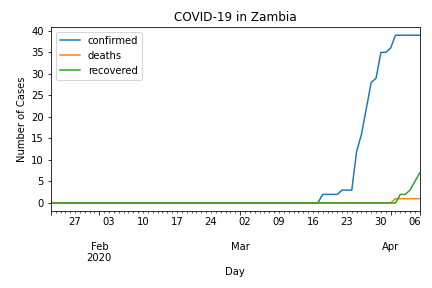 COVID-19 in Zambia
confirmed
deaths
recovered
Number of Cases
40
35
30
25
20
15
10
5
0
27 03 10 17 24 02 09 16 23 30 06
Feb Mar Apr
2020
Day